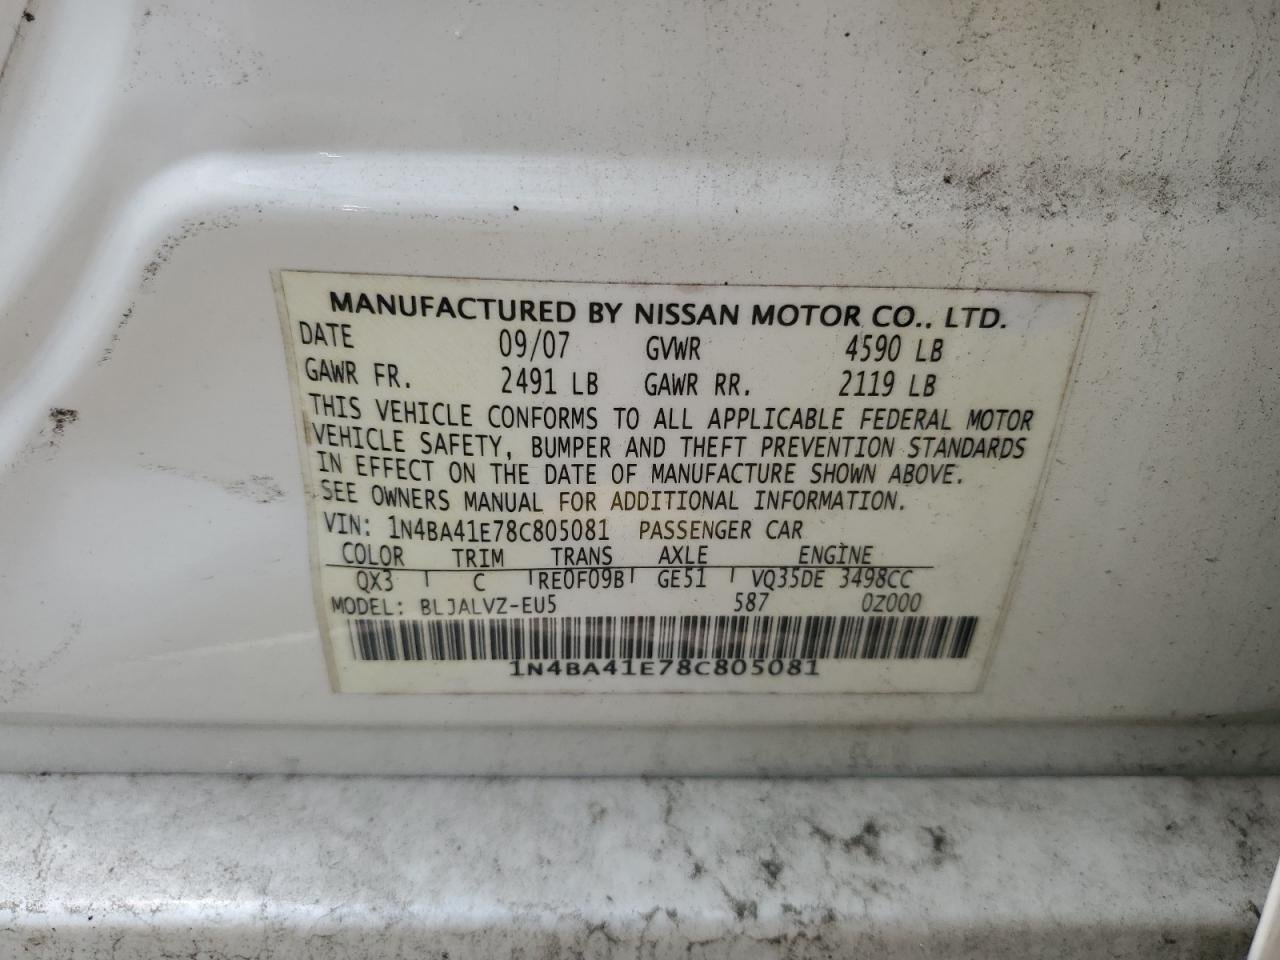 MANUFACTURED BY NISSAN MOTOR CO., LTD.
DATE 09/07 GVWR 4590 LB
GAWR FR. 2491 LB GAWR RR. 2119 LB
THIS VEHICLE CONFORMS TO ALL APPLICABLE FEDERAL MOTOR
VEHICLE SAFETY, BUMPER AND THEFT PREVENTION STANDARDS
IN EFFECT ON THE DATE OF MANUFACTURE SHOWN ABOVE.
SEE OWNERS MANUAL FOR ADDITIONAL INFORMATION.
VIN: 1N4BA41E78C805081 PASSENGER CAR
COLOR TRIM TRANS AXLE ENGINE
QX3 C RE0F09B GE51 VQ35DE 3498CC
MODEL: BLJALVZ-EU5 587 0Z000
1N4BA41E78C805081